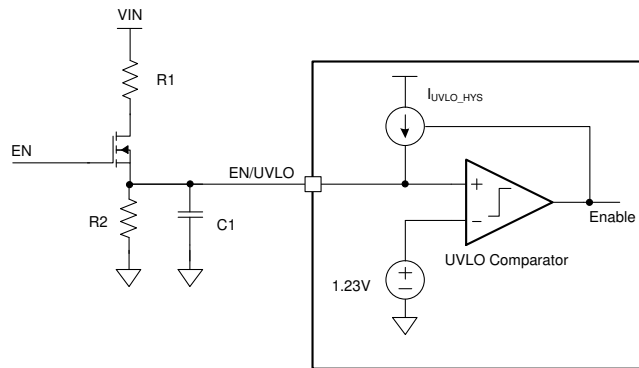 VIN
R1
I_UVLO_HYS
EN
EN/UVLO
+
−
Enable
R2
C1
UVLO Comparator
1.23V
+
−